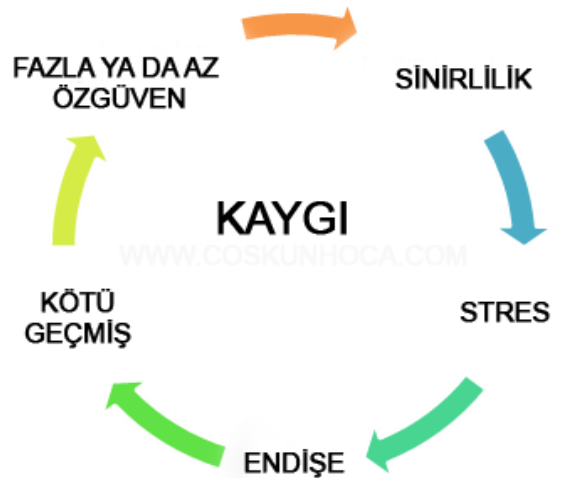 FAZLA YA DA AZ
ÖZGÜVEN
SİNİRLİLİK
KAYGI
WWW.COSKUNHOCA.COM
KÖTÜ
GEÇMİŞ
STRES
ENDİŞE